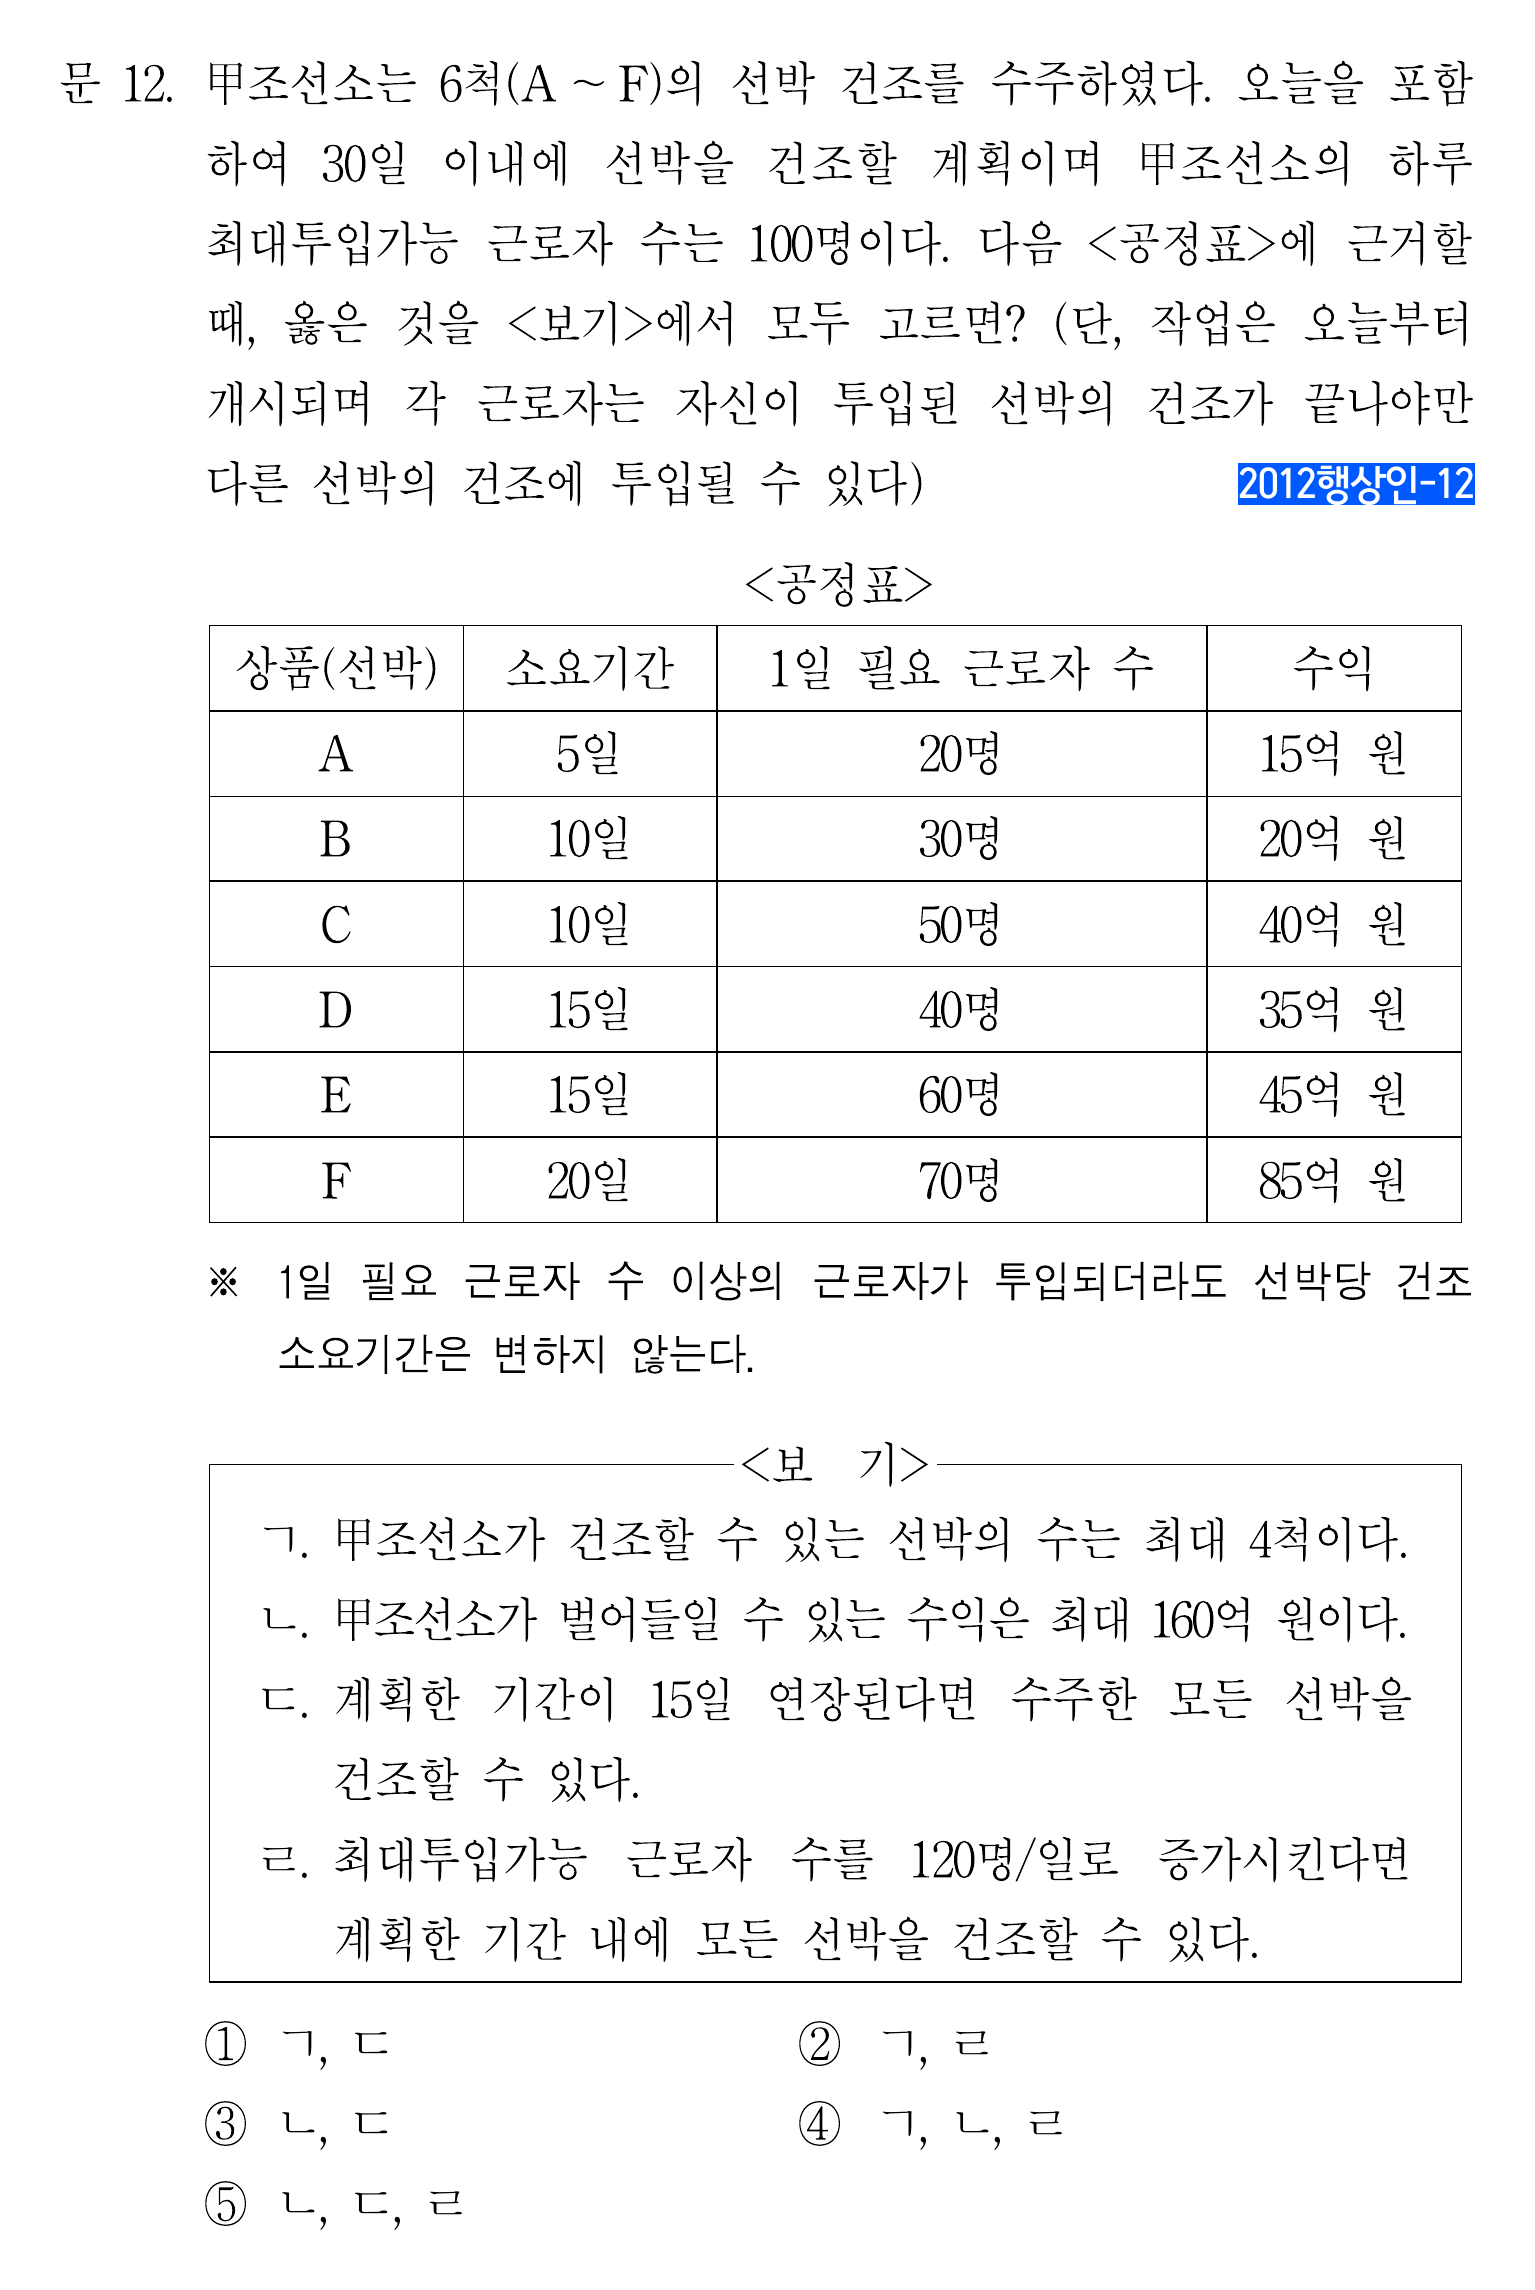 문 12. 甲조선소는 6척(A ~ F)의 선박 건조를 수주하였다. 오늘을 포함
하여 30일 이내에 선박을 건조할 계획이며 甲조선소의 하루
최대투입가능 근로자 수는 100명이다. 다음 <공정표>에 근거할
때, 옳은 것을 <보기>에서 모두 고르면? (단, 작업은 오늘부터
개시되며 각 근로자는 자신이 투입된 선박의 건조가 끝나야만
다른 선박의 건조에 투입될 수 있다)
2012행상인-12
<공정표>
상품(선박) 소요기간 1일 필요 근로자 수 수익
A 5일 20명 15억 원
B 10일 30명 20억 원
C 10일 50명 40억 원
D 15일 40명 35억 원
E 15일 60명 45억 원
F 20일 70명 85억 원
※ 1일 필요 근로자 수 이상의 근로자가 투입되더라도 선박당 건조
소요기간은 변하지 않는다.
<보 기>
ㄱ. 甲조선소가 건조할 수 있는 선박의 수는 최대 4척이다.
ㄴ. 甲조선소가 벌어들일 수 있는 수익은 최대 160억 원이다.
ㄷ. 계획한 기간이 15일 연장된다면 수주한 모든 선박을
건조할 수 있다.
ㄹ. 최대투입가능 근로자 수를 120명/일로 증가시킨다면
계획한 기간 내에 모든 선박을 건조할 수 있다.
① ㄱ, ㄷ ② ㄱ, ㄹ
③ ㄴ, ㄷ ④ ㄱ, ㄴ, ㄹ
⑤ ㄴ, ㄷ, ㄹ